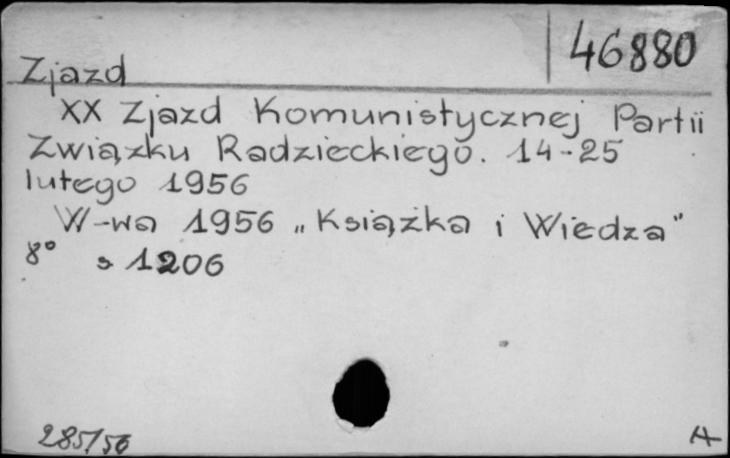 46880
Zjazd
XX Zjazd Komunistycznej Partii
Związku Radzieckiego. 14-25
lutego 1956
W-wa 1956 „Książka i Wiedza”
8° s 1206
285/56